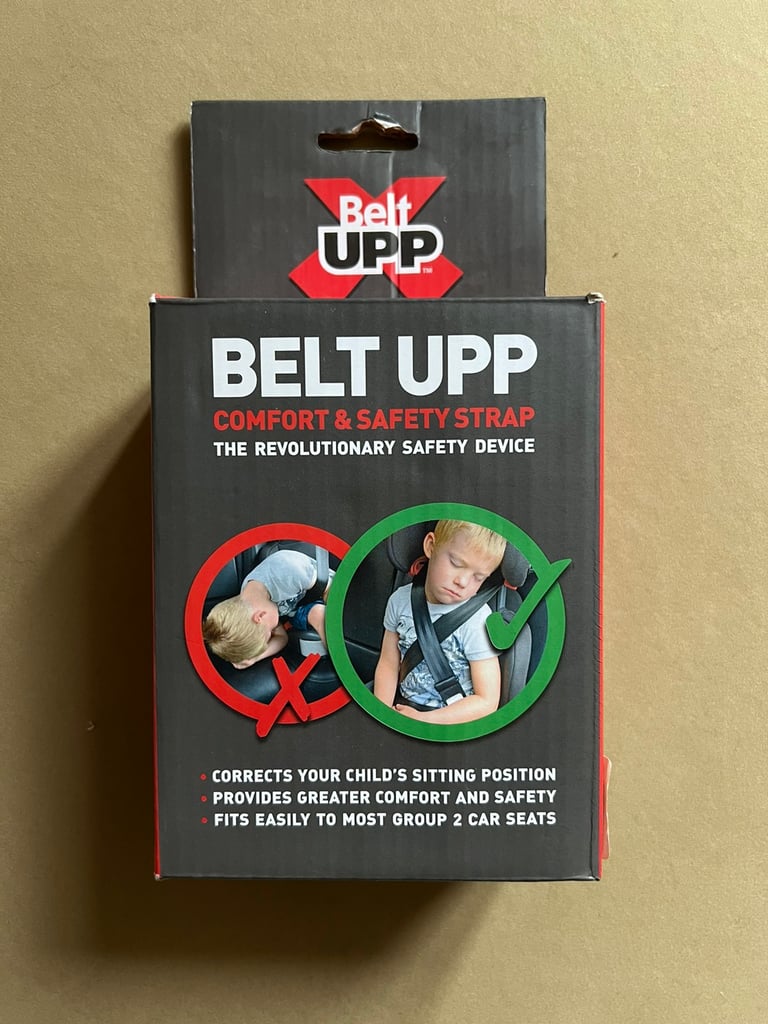 Belt
UPP™
BELT UPP
COMFORT & SAFETY STRAP
THE REVOLUTIONARY SAFETY DEVICE
• CORRECTS YOUR CHILD'S SITTING POSITION
• PROVIDES GREATER COMFORT AND SAFETY
• FITS EASILY TO MOST GROUP 2 CAR SEATS